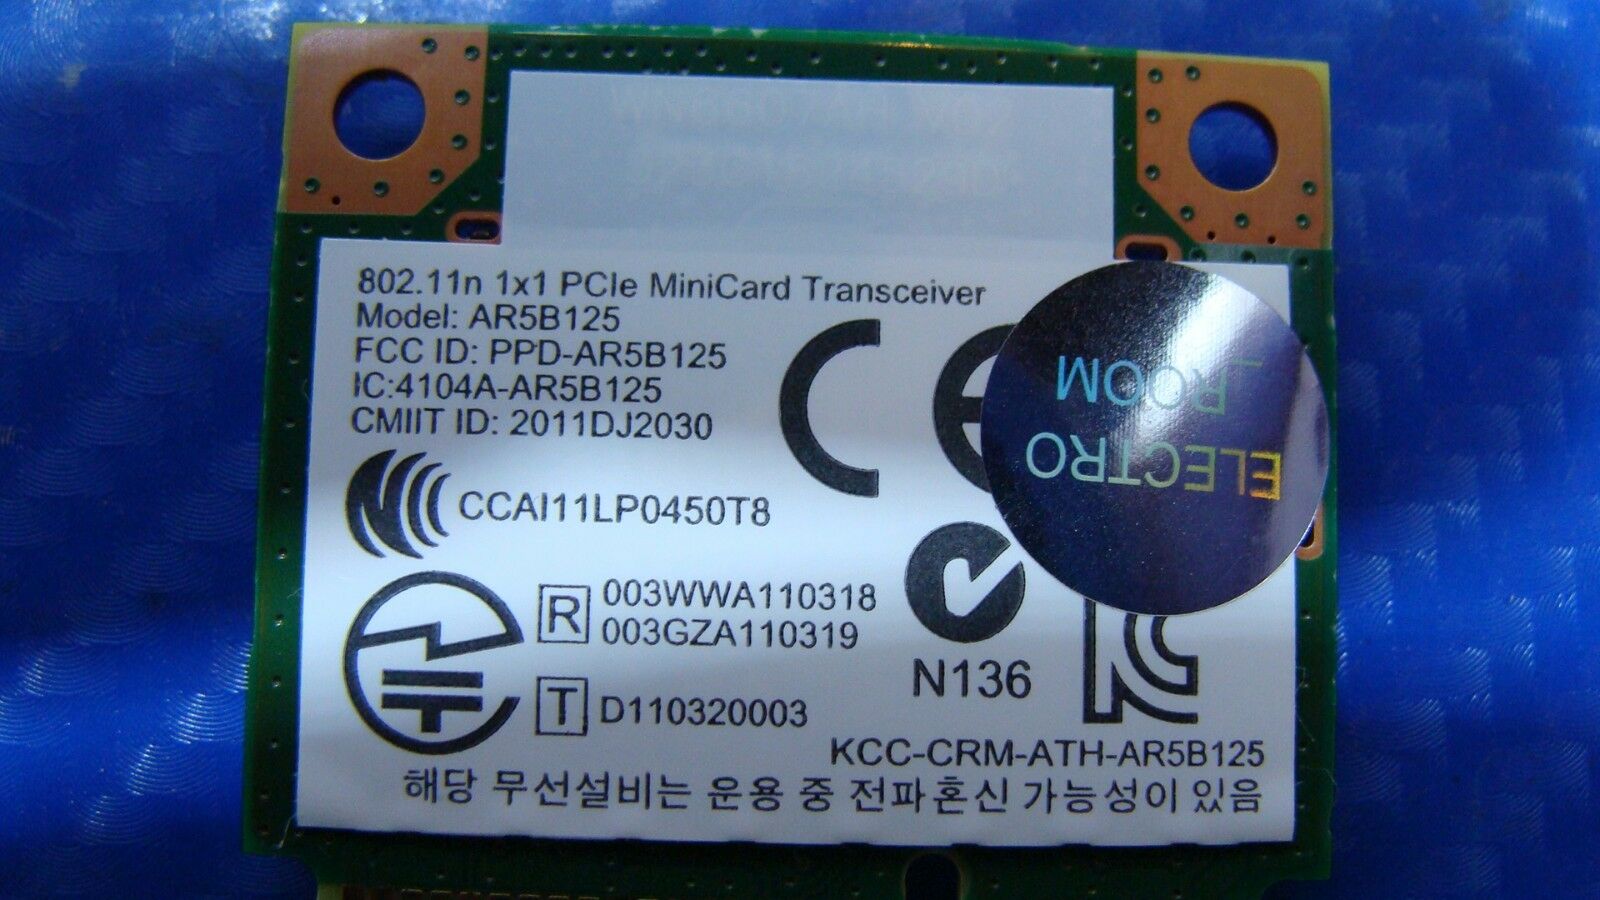 802.11n 1x1 PCIe MiniCard Transceiver
Model: AR5B125
FCC ID: PPD-AR5B125
IC:4104A-AR5B125
CMIIT ID: 2011DJ2030
CE
ELECTRO
ROOM
CCAI11LP0450T8
R 003WWA110318
003GZA110319
T D110320003
N136
KCC-CRM-ATH-AR5B125
해당 무선설비는 운용 중 전파혼신 가능성이 있음